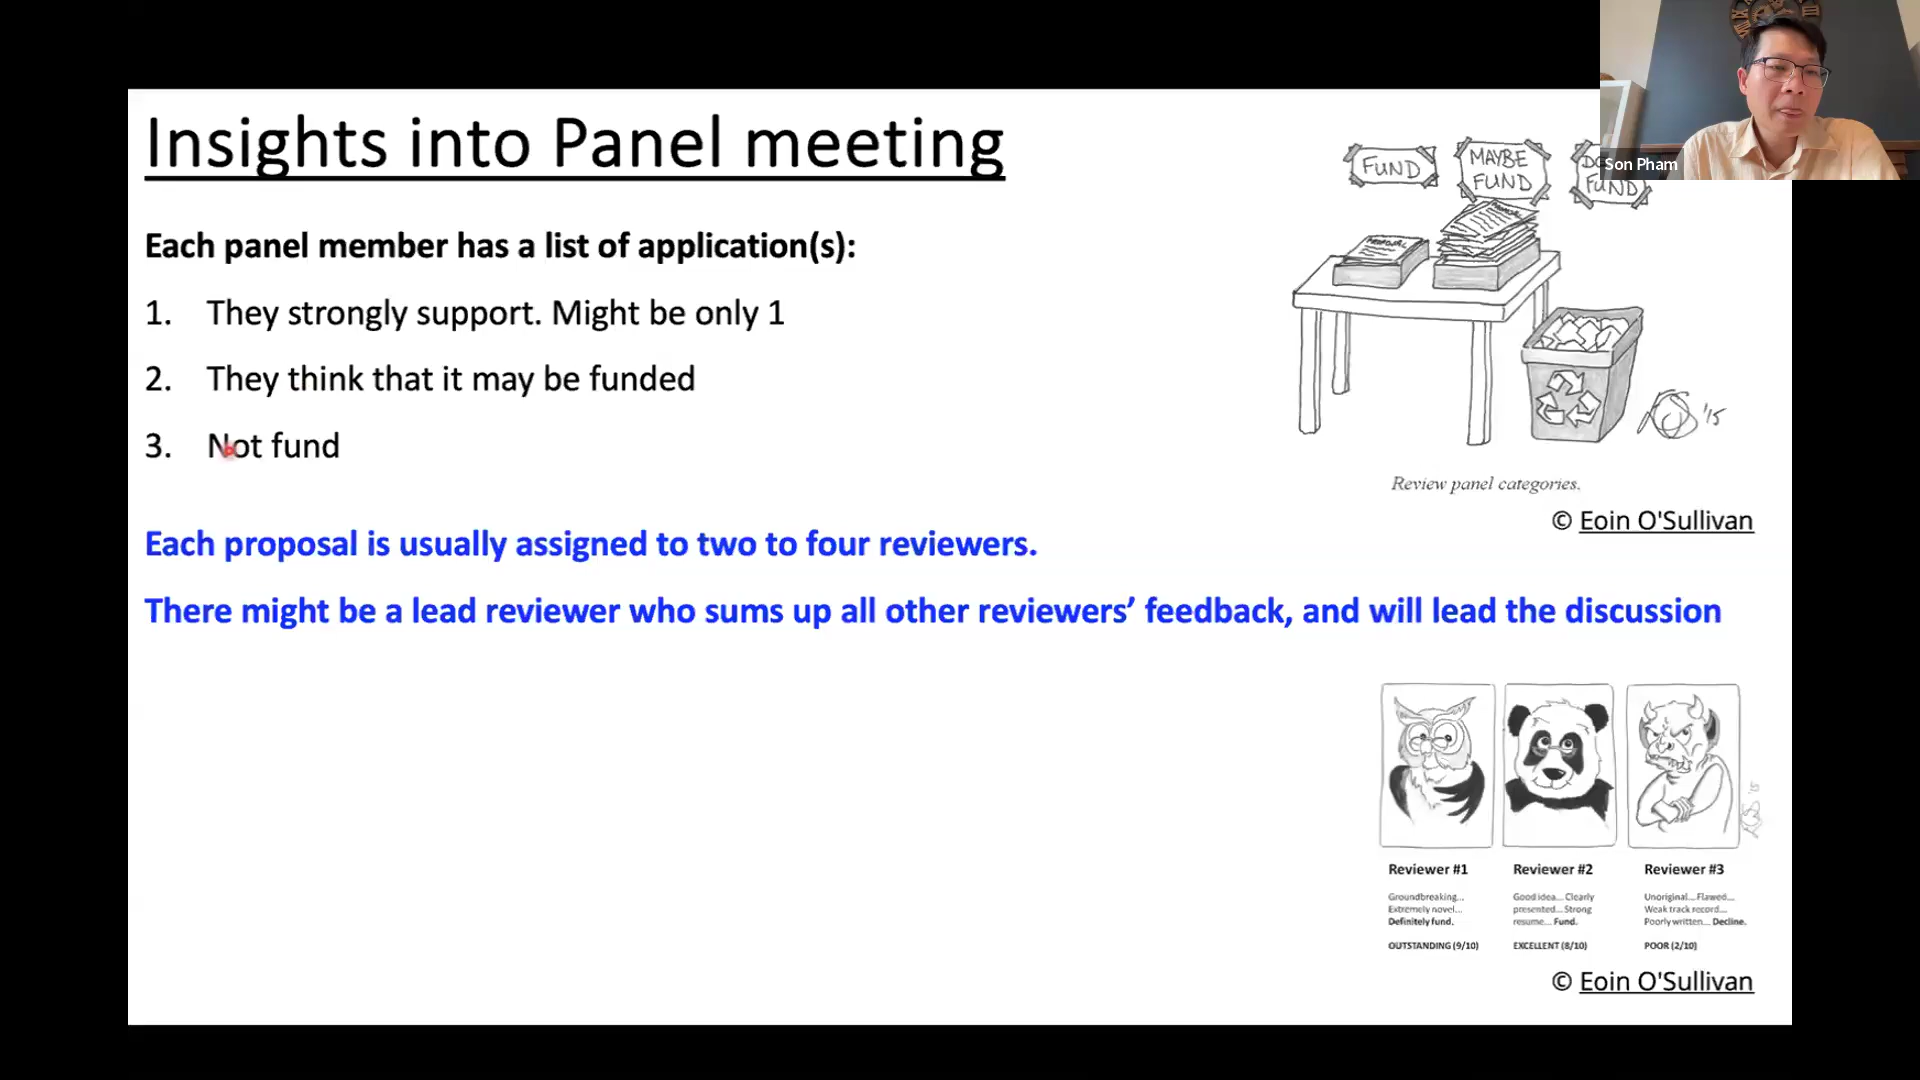 Insights into Panel meeting
Each panel member has a list of application(s):
1. They strongly support. Might be only 1
2. They think that it may be funded
3. Not fund
Each proposal is usually assigned to two to four reviewers.
There might be a lead reviewer who sums up all other reviewers’ feedback, and will lead the discussion
Son Pham
FUND
MAYBE
FUND
FUND
PROPOSAL
'15
Review panel categories.
© Eoin O'Sullivan
Reviewer #1
Groundbreaking...
Extremely novel...
Definitely fund.
OUTSTANDING (9/10)
Reviewer #2
Good idea... Clearly
presented... Strong
resume... Fund.
EXCELLENT (8/10)
Reviewer #3
Unoriginal... Flawed...
Weak track record...
Poorly written... Decline.
POOR (2/10)
© Eoin O'Sullivan